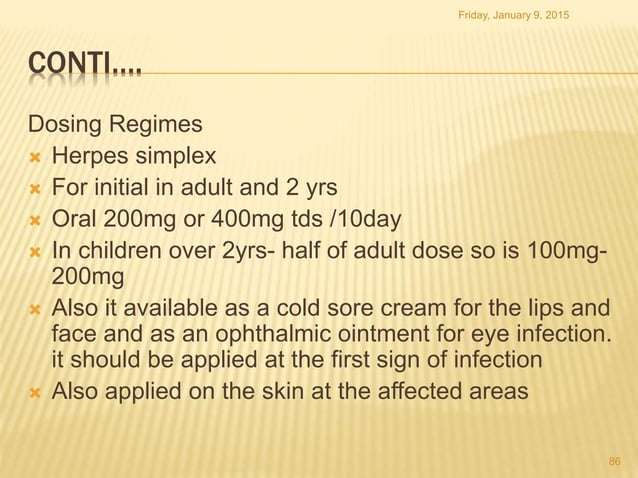 Friday, January 9, 2015
CONTI....
Dosing Regimes
Herpes simplex
For initial in adult and 2 yrs
Oral 200mg or 400mg tds /10day
In children over 2yrs- half of adult dose so is 100mg-
200mg
Also it available as a cold sore cream for the lips and
face and as an ophthalmic ointment for eye infection.
it should be applied at the first sign of infection
Also applied on the skin at the affected areas
86